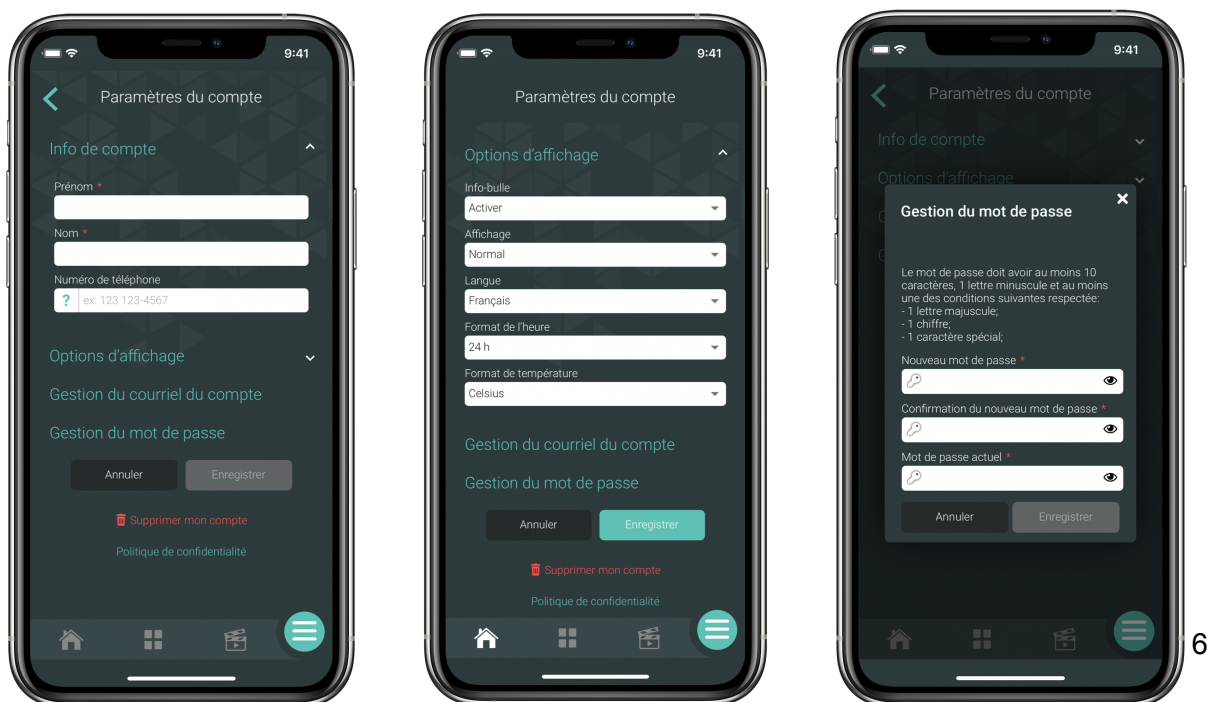 9:41
Paramètres du compte
Info de compte
Prénom *
Nom *
Numéro de téléphone
? ex: 123 123-4567
Options d'affichage
Gestion du courriel du compte
Gestion du mot de passe
Annuler Enregistrer
Supprimer mon compte
Politique de confidentialité
9:41
Paramètres du compte
Options d'affichage
Info-bulle
Activer
Affichage
Normal
Langue
Français
Format de l'heure
24 h
Format de température
Celsius
Gestion du courriel du compte
Gestion du mot de passe
Annuler Enregistrer
Supprimer mon compte
Politique de confidentialité
9:41
Paramètres du compte
Info de compte
Options d'affichage
Gestion du mot de passe
Le mot de passe doit avoir au moins 10
caractères, 1 lettre minuscule et au moins
une des conditions suivantes respectée:
- 1 lettre majuscule;
- 1 chiffre;
- 1 caractère spécial;
Nouveau mot de passe *
Confirmation du nouveau mot de passe *
Mot de passe actuel *
Annuler Enregistrer
6